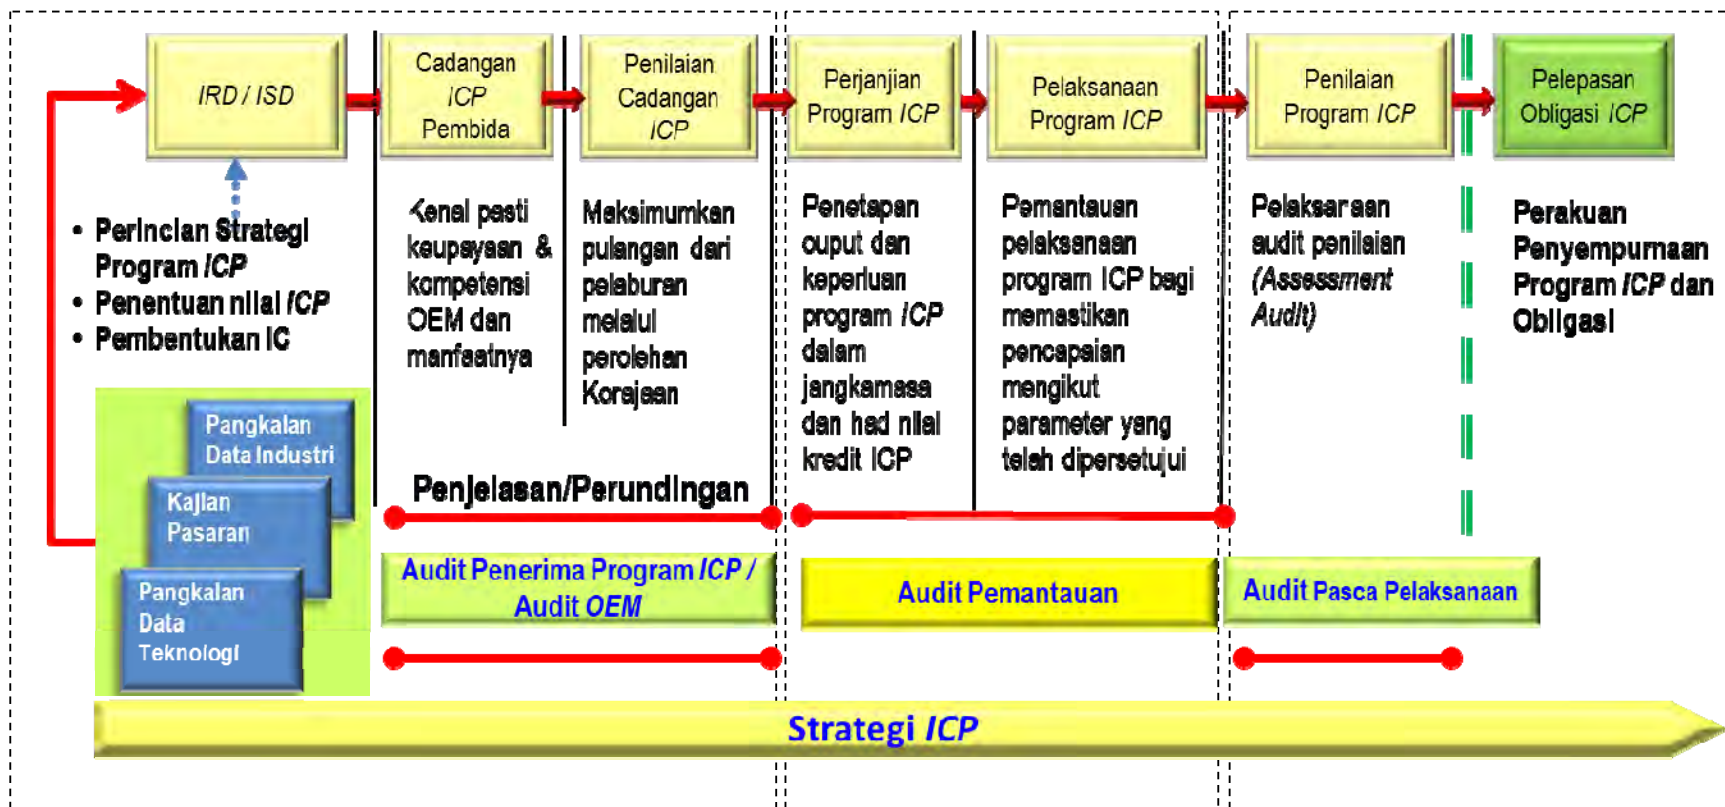 IRD / ISD
Cadangan
ICP
Pembida
Penilaian
Cadangan
ICP
Perjanjian
Program ICP
Pelaksanaan
Program ICP
Penilaian
Program ICP
Pelepasan
Obligasi ICP
• Perincian Strategi
Program ICP
• Penentuan nilai ICP
• Pembentukan IC
Kenal pasti
keupayaan &
kompetensi
OEM dan
manfaatnya
Maksimumkan
pulangan dari
pelaburan
melalui
perolehan
Kerajaan
Penetapan
ouput dan
keperluan
program ICP
dalam
jangkamasa
dan had nilai
kredit ICP
Pemantauan
pelaksanaan
program ICP bagi
memastikan
pencapaian
mengikut
parameter yang
telah dipersetujui
Pelaksanaan
audit penilaian
(Assessment
Audit)
Perakuan
Penyempurnaan
Program ICP dan
Obligasi
Pangkalan
Data Industri
Kajian
Pasaran
Pangkalan
Data
Teknologi
Penjelasan/Perundingan
Audit Penerima Program ICP /
Audit OEM
Audit Pemantauan
Audit Pasca Pelaksanaan
Strategi ICP